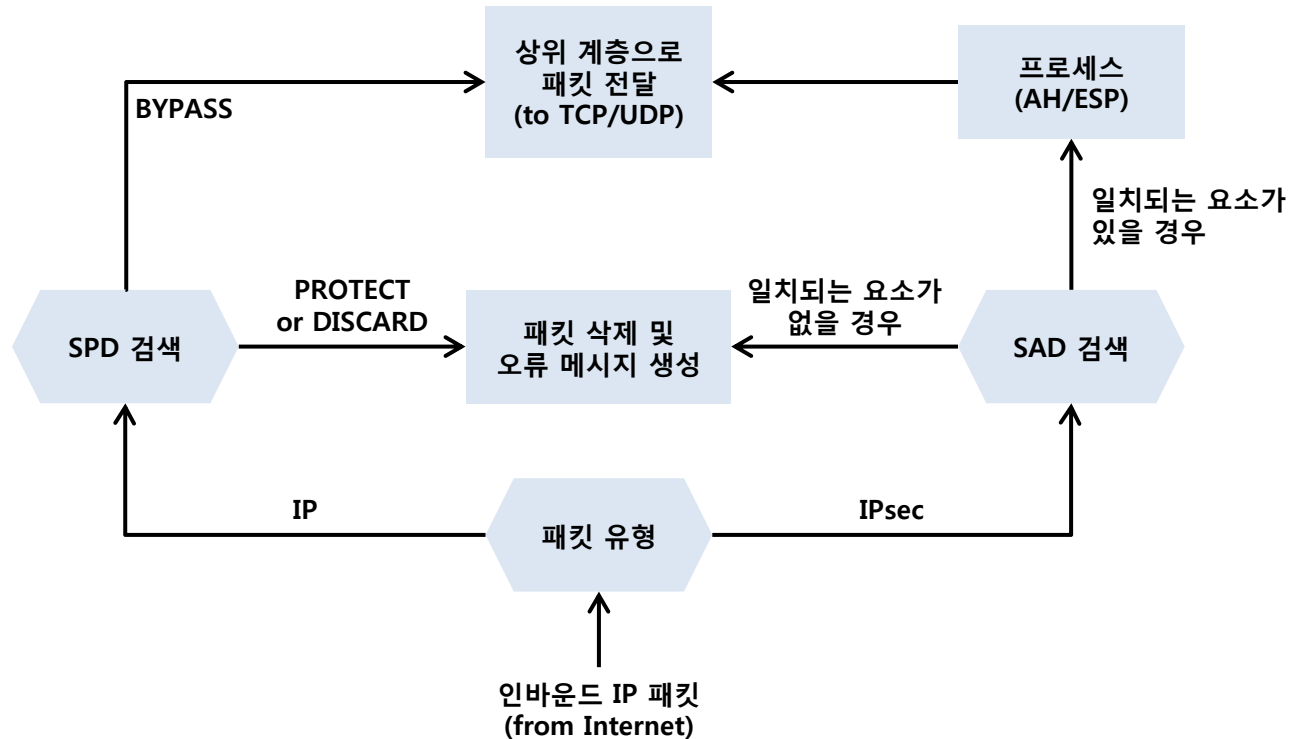 상위 계층으로
패킷 전달
(to TCP/UDP)
프로세스
(AH/ESP)
BYPASS
일치되는 요소가
있을 경우
PROTECT
or DISCARD
일치되는 요소가
없을 경우
SPD 검색
패킷 삭제 및
오류 메시지 생성
SAD 검색
IP
패킷 유형
IPsec
인바운드 IP 패킷
(from Internet)